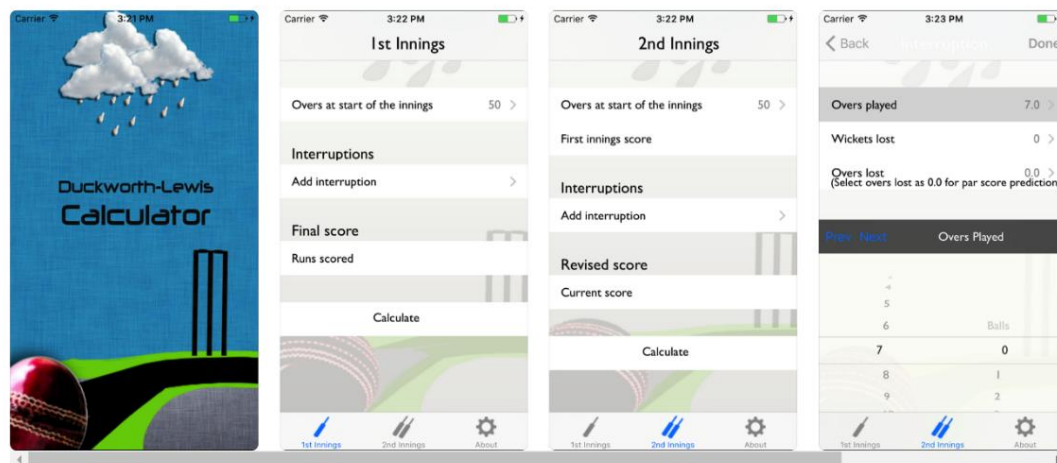 Carrier 3:21 PM
Duckworth-Lewis
Calculator
Carrier 3:22 PM
1st Innings
Overs at start of the innings 50
Interruptions
Add interruption
Final score
Runs scored
Calculate
1st Innings 2nd Innings About
Carrier 3:22 PM
2nd Innings
Overs at start of the innings 50
First innings score
Interruptions
Add interruption
Revised score
Current score
Calculate
1st Innings 2nd Innings About
Carrier 3:23 PM
Back Interruption Done
Overs played 7.0
Wickets lost 0
Overs lost 0.0
(Select overs lost as 0.0 for par score prediction
Prev Next Overs Played
4
5
6 Balls
7 0
8 1
9 2
1st Innings 2nd Innings About